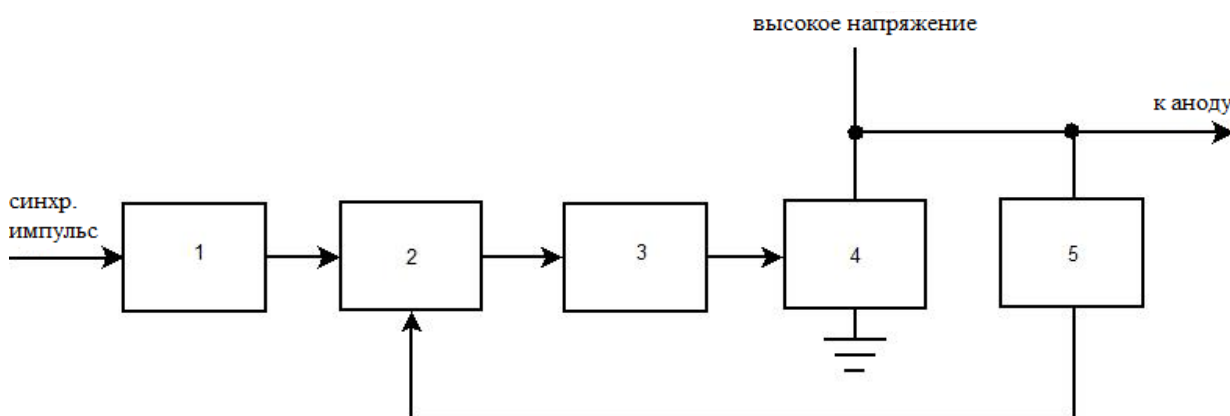 высокое напряжение
к аноду
синхр.
импульс
1
2
3
4
5